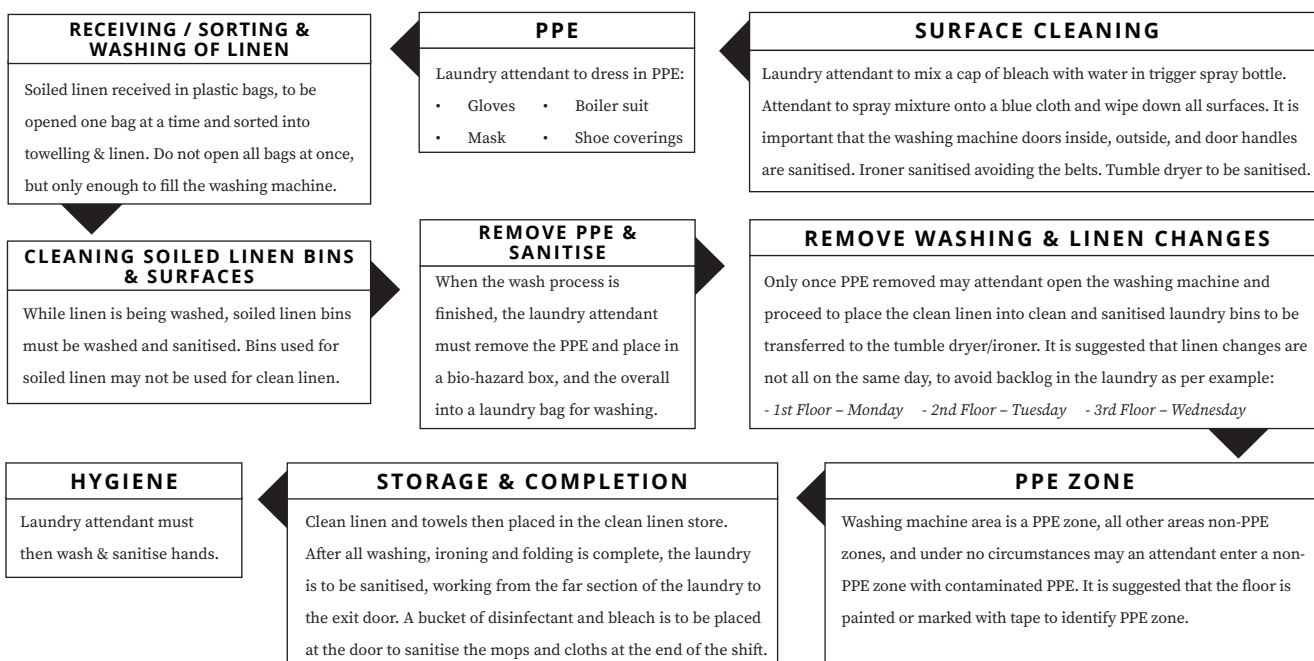 SURFACE CLEANING
Laundry attendant to mix a cap of bleach with water in trigger spray bottle.
Attendant to spray mixture onto a blue cloth and wipe down all surfaces. It is
important that the washing machine doors inside, outside, and door handles
are sanitised. Ironer sanitised avoiding the belts. Tumble dryer to be sanitised.
PPE
Laundry attendant to dress in PPE:
• Gloves • Boiler suit
• Mask • Shoe coverings
RECEIVING / SORTING &
WASHING OF LINEN
Soiled linen received in plastic bags, to be
opened one bag at a time and sorted into
towelling & linen. Do not open all bags at once,
but only enough to fill the washing machine.
CLEANING SOILED LINEN BINS
& SURFACES
While linen is being washed, soiled linen bins
must be washed and sanitised. Bins used for
soiled linen may not be used for clean linen.
REMOVE PPE &
SANITISE
When the wash process is
finished, the laundry attendant
must remove the PPE and place in
a bio-hazard box, and the overall
into a laundry bag for washing.
REMOVE WASHING & LINEN CHANGES
Only once PPE removed may attendant open the washing machine and
proceed to place the clean linen into clean and sanitised laundry bins to be
transferred to the tumble dryer/ironer. It is suggested that linen changes are
not all on the same day, to avoid backlog in the laundry as per example:
- 1st Floor – Monday - 2nd Floor – Tuesday - 3rd Floor – Wednesday
PPE ZONE
Washing machine area is a PPE zone, all other areas non-PPE
zones, and under no circumstances may an attendant enter a non-
PPE zone with contaminated PPE. It is suggested that the floor is
painted or marked with tape to identify PPE zone.
STORAGE & COMPLETION
Clean linen and towels then placed in the clean linen store.
After all washing, ironing and folding is complete, the laundry
is to be sanitised, working from the far section of the laundry to
the exit door. A bucket of disinfectant and bleach is to be placed
at the door to sanitise the mops and cloths at the end of the shift.
HYGIENE
Laundry attendant must
then wash & sanitise hands.